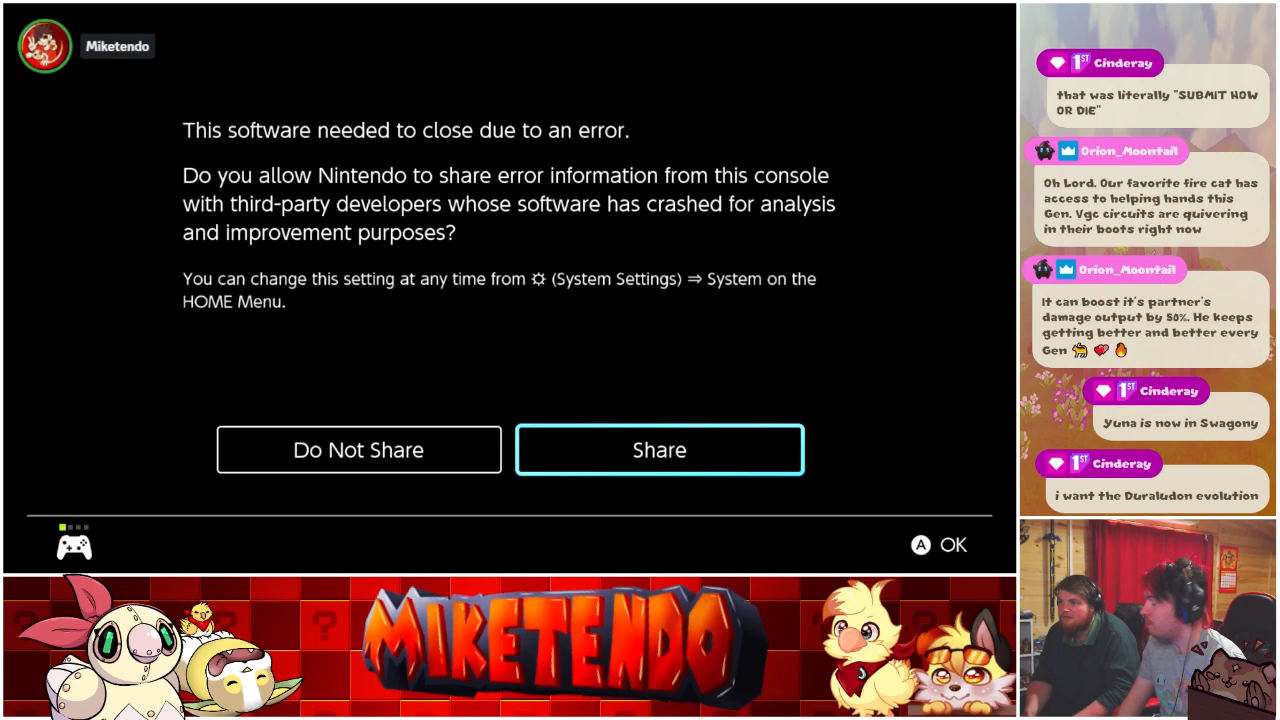 Miketendo
This software needed to close due to an error.
Do you allow Nintendo to share error information from this console
with third-party developers whose software has crashed for analysis
and improvement purposes?
You can change this setting at any time from (System Settings) ⇒ System on the
HOME Menu.
Do Not Share
Share
A OK
1ST Cinderay
that was literally "SUBMIT NOW
OR DIE"
Orion_Moontail
Oh Lord. Our favorite fire cat has
access to helping hands this
Gen. Vgc circuits are quivering
in their boots right now
Orion_Moontail
It can boost it's partner's
damage output by 50%. He keeps
getting better and better every
Gen 🐈 💕 🔥
1ST Cinderay
Yuna is now in Swagony
1ST Cinderay
i want the Duraludon evolution
MIKETENDO